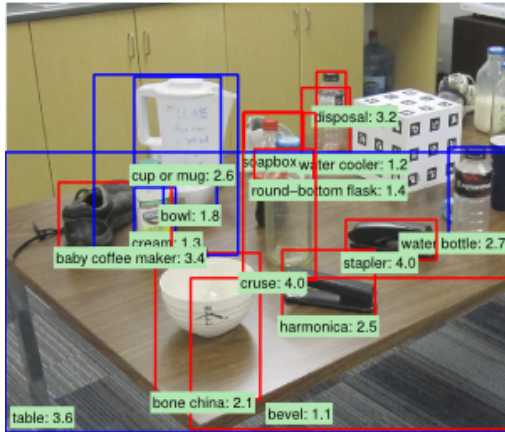 disposal: 3.2
soapbox
water cooler: 1.2
cup or mug: 2.6
round-bottom flask: 1.4
bowl: 1.8
cream: 1.3
water bottle: 2.7
baby coffee maker: 3.4
stapler: 4.0
cruse: 4.0
harmonica: 2.5
bone china: 2.1
bevel: 1.1
table: 3.6